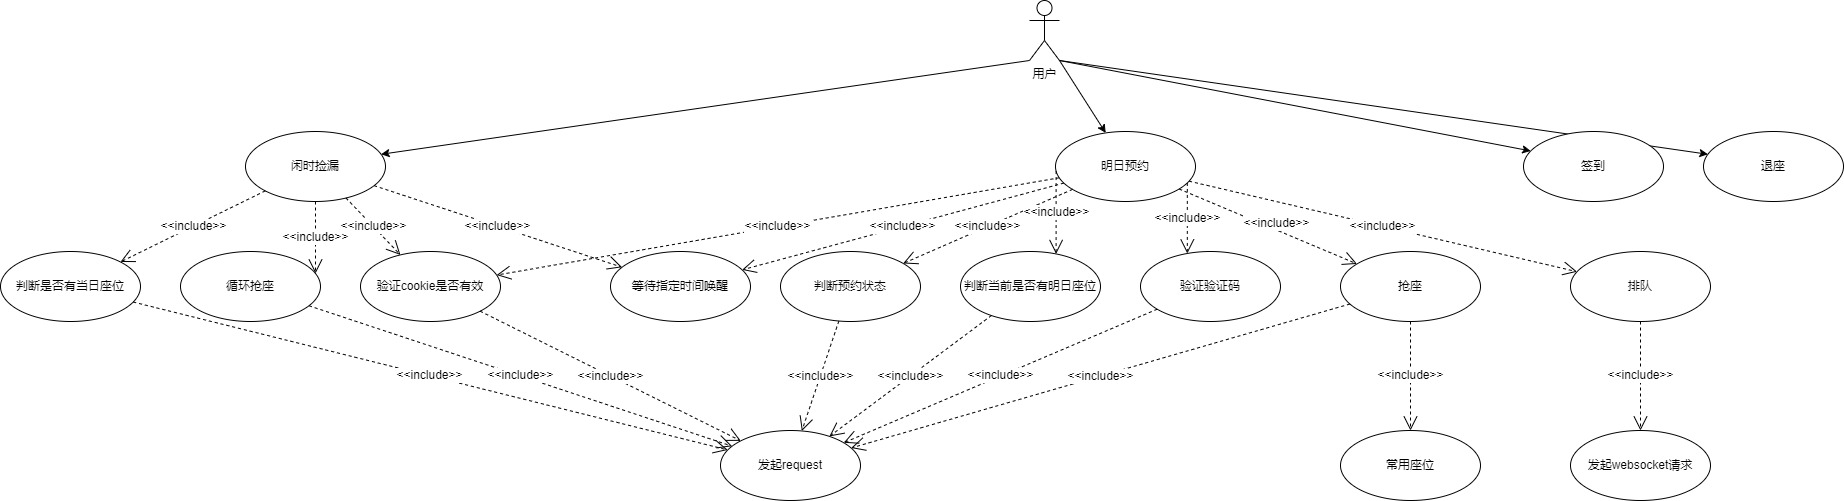 用户
闲时捡漏
明日预约
签到
退座
<<include>>
<<include>>
<<include>>
<<include>>
<<include>>
<<include>>
<<include>>
<<include>>
<<include>>
<<include>>
<<include>>
判断是否有当日座位
循环抢座
验证cookie是否有效
等待指定时间唤醒
判断预约状态
判断当前是否有明日座位
验证验证码
抢座
排队
<<include>>
<<include>>
<<include>>
<<include>>
<<include>>
<<include>>
<<include>>
<<include>>
<<include>>
发起request
常用座位
发起websocket请求